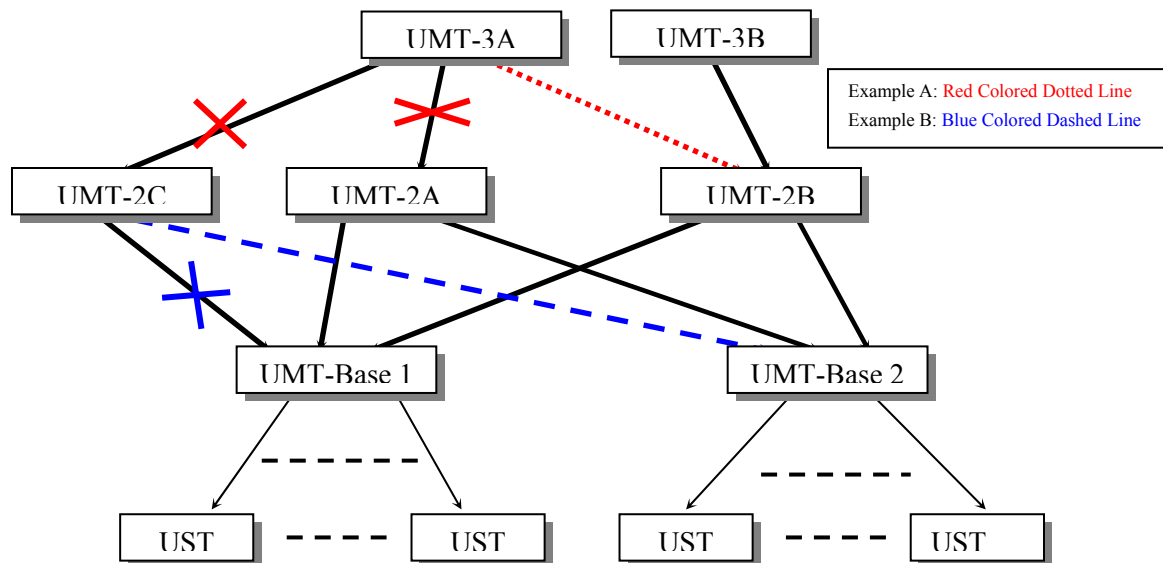 UMT-3A
UMT-3B
Example A: Red Colored Dotted Line
Example B: Blue Colored Dashed Line
UMT-2C
UMT-2A
UMT-2B
UMT-Base 1
UMT-Base 2
UST
UST
UST
UST